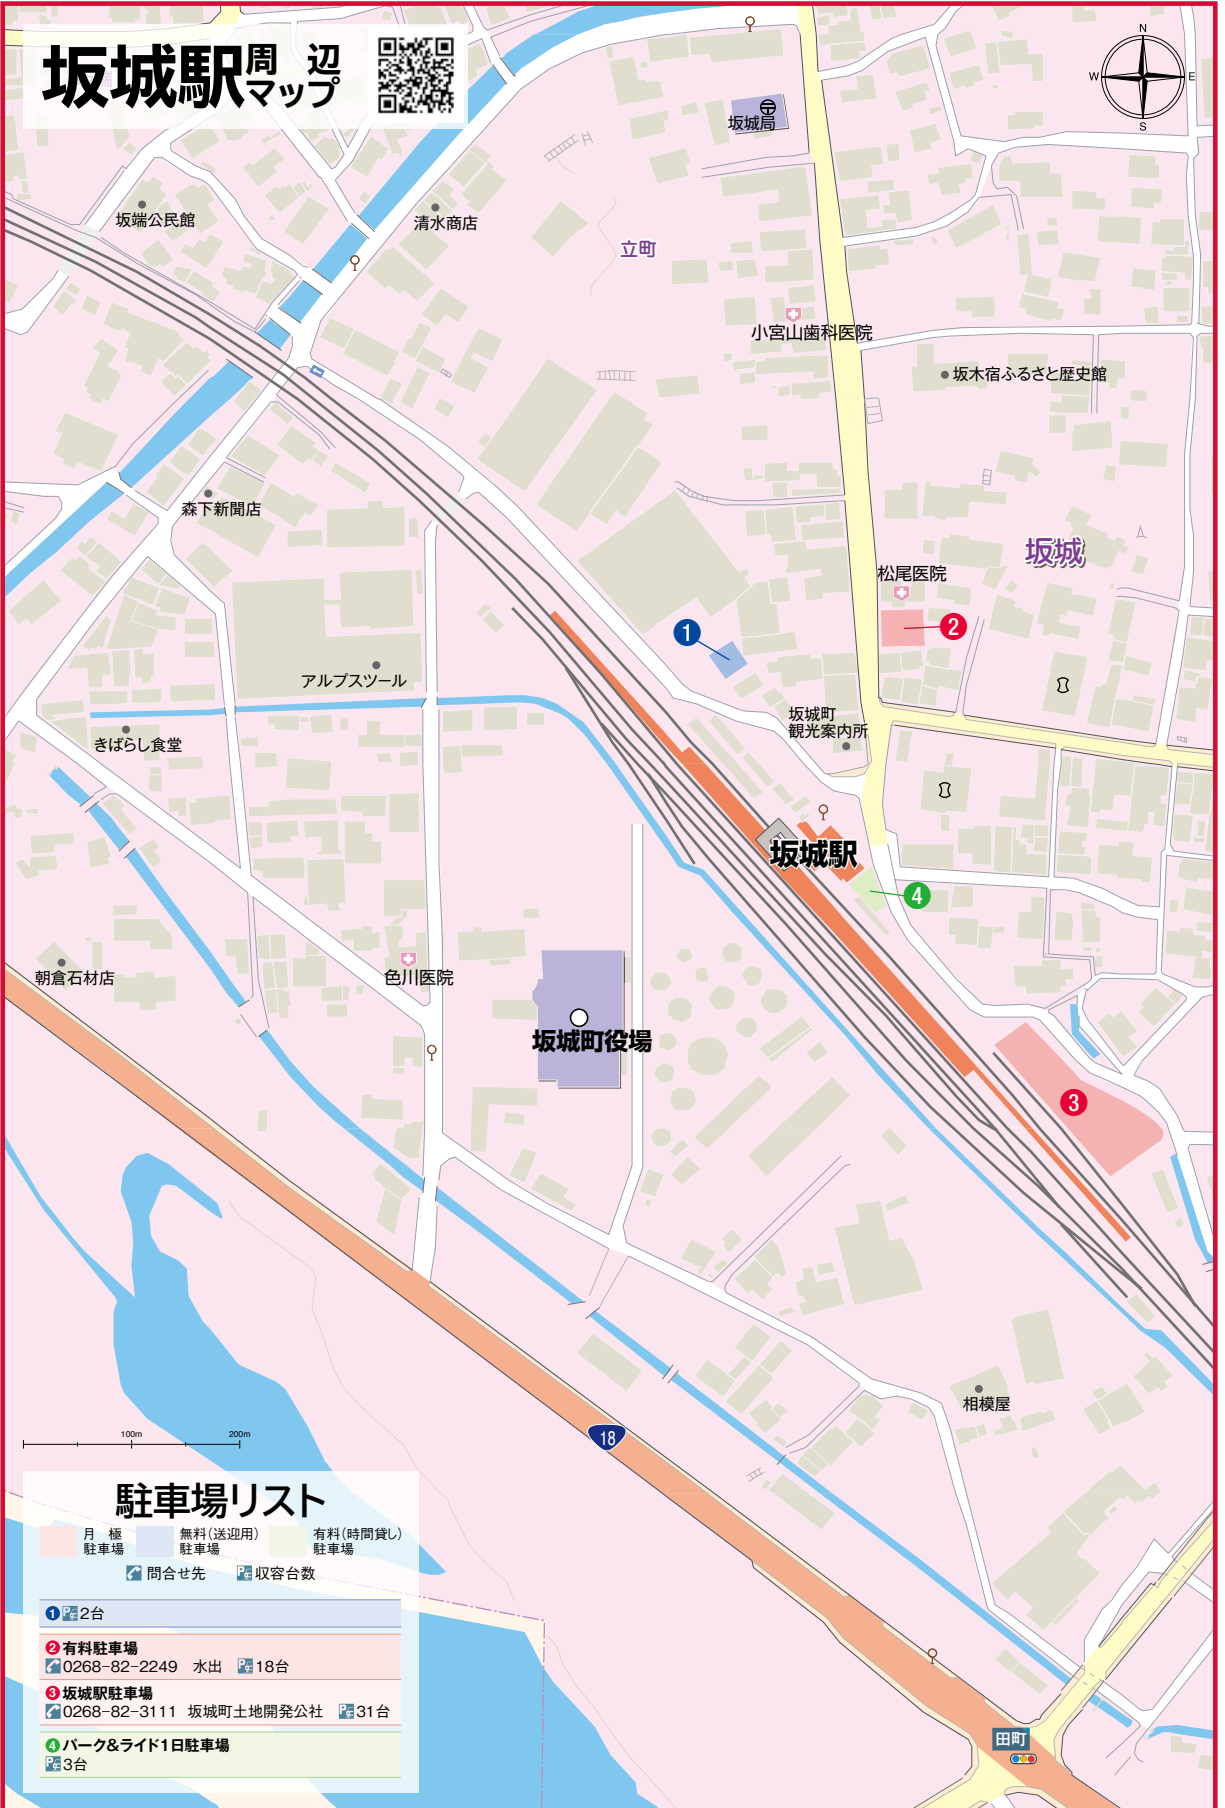 坂城駅周辺
マップ
N
W
E
S
坂城局
坂端公民館
清水商店
立町
小宮山歯科医院
坂木宿ふるさと歴史館
森下新聞店
坂城
松尾医院
1
2
アルプスツール
坂城町
観光案内所
きばらし食堂
坂城駅
4
朝倉石材店
色川医院
坂城町役場
3
相模屋
18
100m
200m
田町
駐車場リスト
月極
駐車場
無料(送迎用)
駐車場
有料(時間貸し)
駐車場
問合せ先
P 収容台数
1 P 2台
2 有料駐車場
0268-82-2249 水出 P 18台
3 坂城駅駐車場
0268-82-3111 坂城町土地開発公社 P 31台
4 パーク&ライド1日駐車場
P 3台